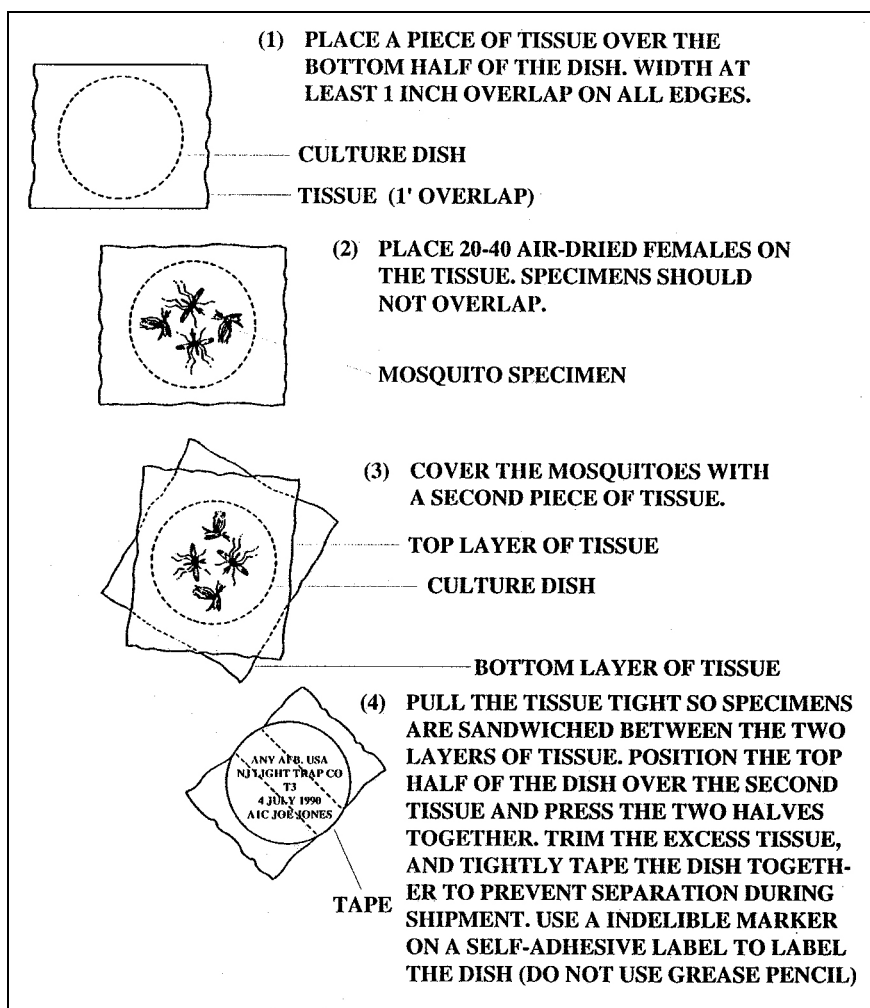 (1) PLACE A PIECE OF TISSUE OVER THE
BOTTOM HALF OF THE DISH. WIDTH AT
LEAST 1 INCH OVERLAP ON ALL EDGES.
CULTURE DISH
TISSUE (1' OVERLAP)
(2) PLACE 20-40 AIR-DRIED FEMALES ON
THE TISSUE. SPECIMENS SHOULD
NOT OVERLAP.
MOSQUITO SPECIMEN
(3) COVER THE MOSQUITOES WITH
A SECOND PIECE OF TISSUE.
TOP LAYER OF TISSUE
CULTURE DISH
BOTTOM LAYER OF TISSUE
(4) PULL THE TISSUE TIGHT SO SPECIMENS
ARE SANDWICHED BETWEEN THE TWO
LAYERS OF TISSUE. POSITION THE TOP
HALF OF THE DISH OVER THE SECOND
TISSUE AND PRESS THE TWO HALVES
TOGETHER. TRIM THE EXCESS TISSUE,
AND TIGHTLY TAPE THE DISH TOGETH-
ER TO PREVENT SEPARATION DURING
SHIPMENT. USE A INDELIBLE MARKER
ON A SELF-ADHESIVE LABEL TO LABEL
THE DISH (DO NOT USE GREASE PENCIL)
ANY AFB. USA
NJ LIGHT TRAP CO
T3
4 JULY 1990
A1C JOE JONES
TAPE